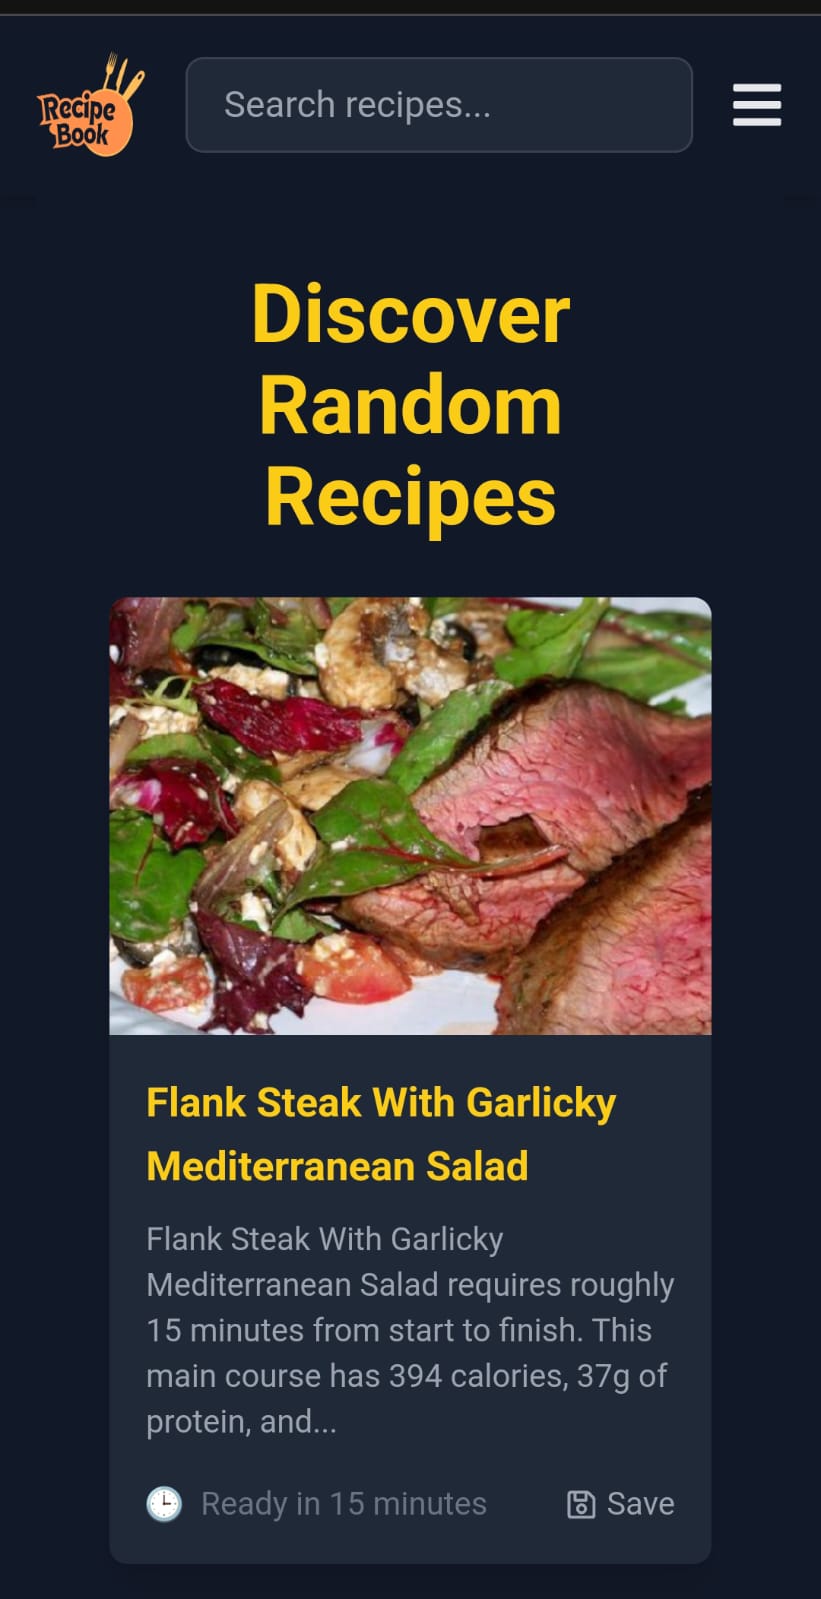 Recipe
Book
Search recipes...
Discover
Random
Recipes
Flank Steak With Garlicky
Mediterranean Salad
Flank Steak With Garlicky
Mediterranean Salad requires roughly
15 minutes from start to finish. This
main course has 394 calories, 37g of
protein, and...
Ready in 15 minutes
Save